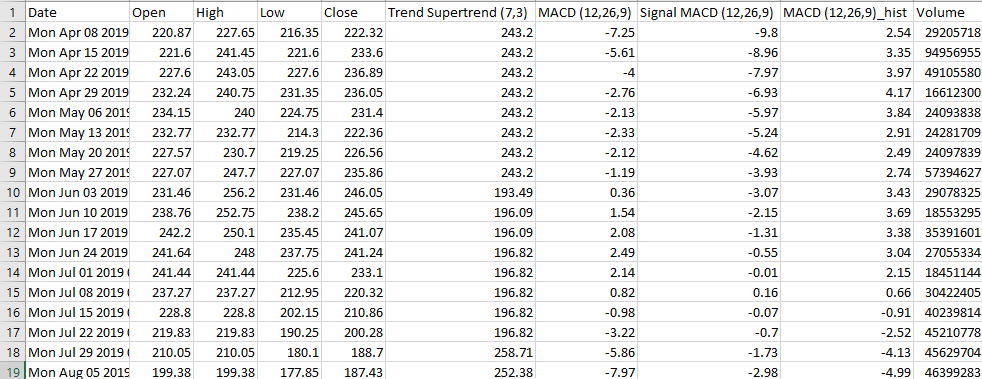 1 Date Open High Low Close Trend Supertrend (7,3) MACD (12,26,9) Signal MACD (12,26,9) MACD (12,26,9)_hist Volume
2 Mon Apr 08 2019 220.87 227.65 216.35 222.32 243.2 -7.25 -9.8 2.54 29205718
3 Mon Apr 15 2019 221.6 241.45 221.6 233.6 243.2 -5.61 -8.96 3.35 94956955
4 Mon Apr 22 2019 227.6 243.05 227.6 236.89 243.2 -4 -7.97 3.97 49105580
5 Mon Apr 29 2019 232.24 240.75 231.35 236.05 243.2 -2.76 -6.93 4.17 16612300
6 Mon May 06 2019 234.15 240 224.75 231.4 243.2 -2.13 -5.97 3.84 24093838
7 Mon May 13 2019 232.77 232.77 214.3 222.36 243.2 -2.33 -5.24 2.91 24281709
8 Mon May 20 2019 227.57 230.7 219.25 226.56 243.2 -2.12 -4.62 2.49 24097839
9 Mon May 27 2019 227.07 247.7 227.07 235.86 243.2 -1.19 -3.93 2.74 57394627
10 Mon Jun 03 2019 231.46 256.2 231.46 246.05 193.49 0.36 -3.07 3.43 29078325
11 Mon Jun 10 2019 238.76 252.75 238.2 245.65 196.09 1.54 -2.15 3.69 18553295
12 Mon Jun 17 2019 242.2 250.1 235.45 241.07 196.09 2.08 -1.31 3.38 35391601
13 Mon Jun 24 2019 241.64 248 237.75 241.24 196.82 2.49 -0.55 3.04 27055334
14 Mon Jul 01 2019 ( 241.44 241.44 225.6 233.1 196.82 2.14 -0.01 2.15 18451144
15 Mon Jul 08 2019 ( 237.27 237.27 212.95 220.32 196.82 0.82 0.16 0.66 30422405
16 Mon Jul 15 2019 ( 228.8 228.8 202.15 210.86 196.82 -0.98 -0.07 -0.91 40239814
17 Mon Jul 22 2019 ( 219.83 219.83 190.25 200.28 196.82 -3.22 -0.7 -2.52 45210778
18 Mon Jul 29 2019 ( 210.05 210.05 180.1 188.7 258.71 -5.86 -1.73 -4.13 45629704
19 Mon Aug 05 2019 199.38 199.38 177.85 187.43 252.38 -7.97 -2.98 -4.99 46399283